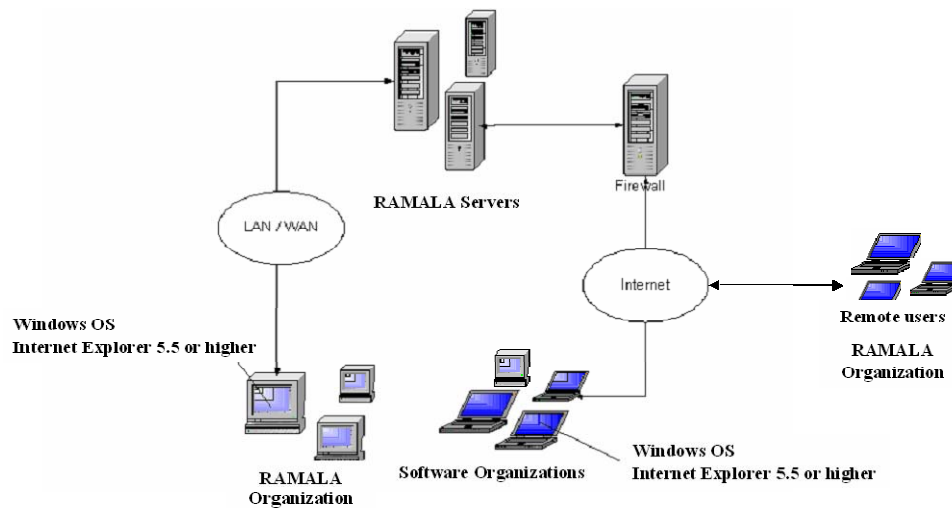 Firewall
RAMALA Servers
LAN / WAN
Internet
Remote users
RAMALA
Organization
Windows OS
Internet Explorer 5.5 or higher
RAMALA
Organization
Software Organizations
Windows OS
Internet Explorer 5.5 or higher